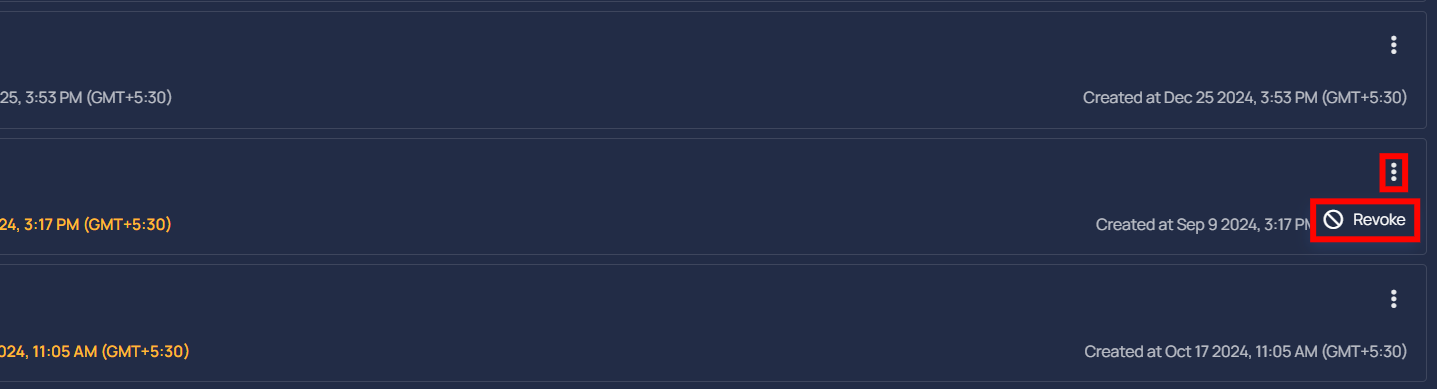 25, 3:53 PM (GMT+5:30)
Created at Dec 25 2024, 3:53 PM (GMT+5:30)
24, 3:17 PM (GMT+5:30)
Created at Sep 9 2024, 3:17 PM
Revoke
024, 11:05 AM (GMT+5:30)
Created at Oct 17 2024, 11:05 AM (GMT+5:30)